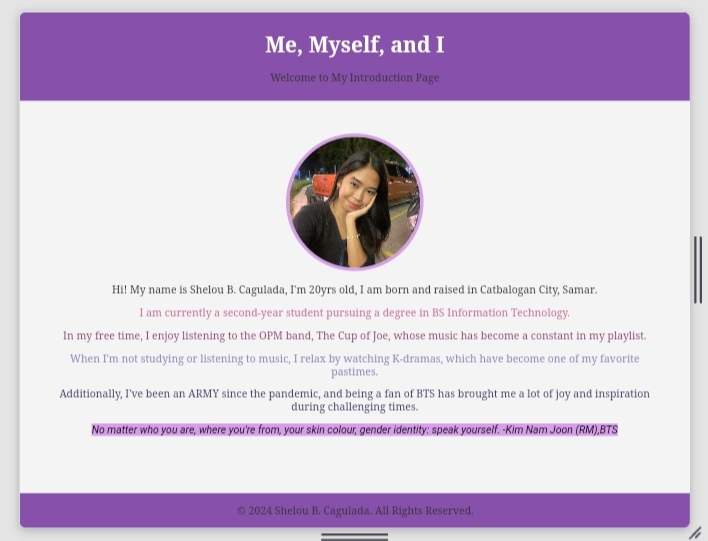 Me, Myself, and I
Welcome to My Introduction Page
Hi! My name is Shelou B. Cagulada, I'm 20yrs old, I am born and raised in Catbalogan City, Samar.
I am currently a second-year student pursuing a degree in BS Information Technology.
In my free time, I enjoy listening to the OPM band, The Cup of Joe, whose music has become a constant in my playlist.
When I'm not studying or listening to music, I relax by watching K-dramas, which have become one of my favorite
pastimes.
Additionally, I've been an ARMY since the pandemic, and being a fan of BTS has brought me a lot of joy and inspiration
during challenging times.
No matter who you are, where you're from, your skin colour, gender identity: speak yourself. -Kim Nam Joon (RM),BTS
© 2024 Shelou B. Cagulada. All Rights Reserved.